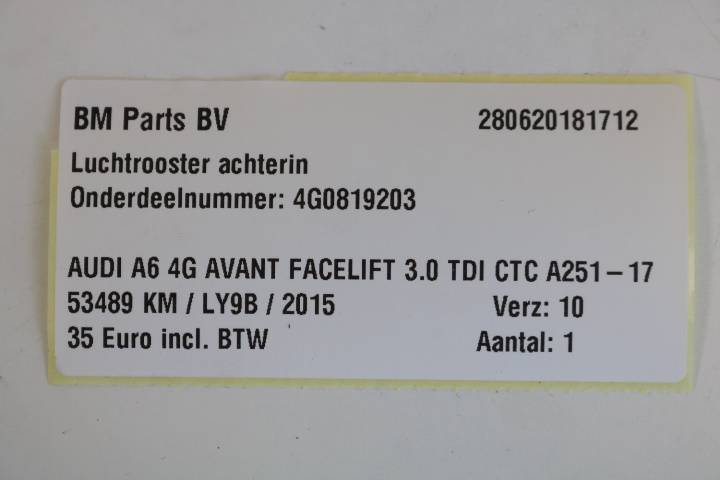 BM Parts BV 280620181712
Luchtrooster achterin
Onderdeelnummer: 4G0819203
AUDI A6 4G AVANT FACELIFT 3.0 TDI CTC A251-17
53489 KM / LY9B / 2015 Verz: 10
35 Euro incl. BTW Aantal: 1